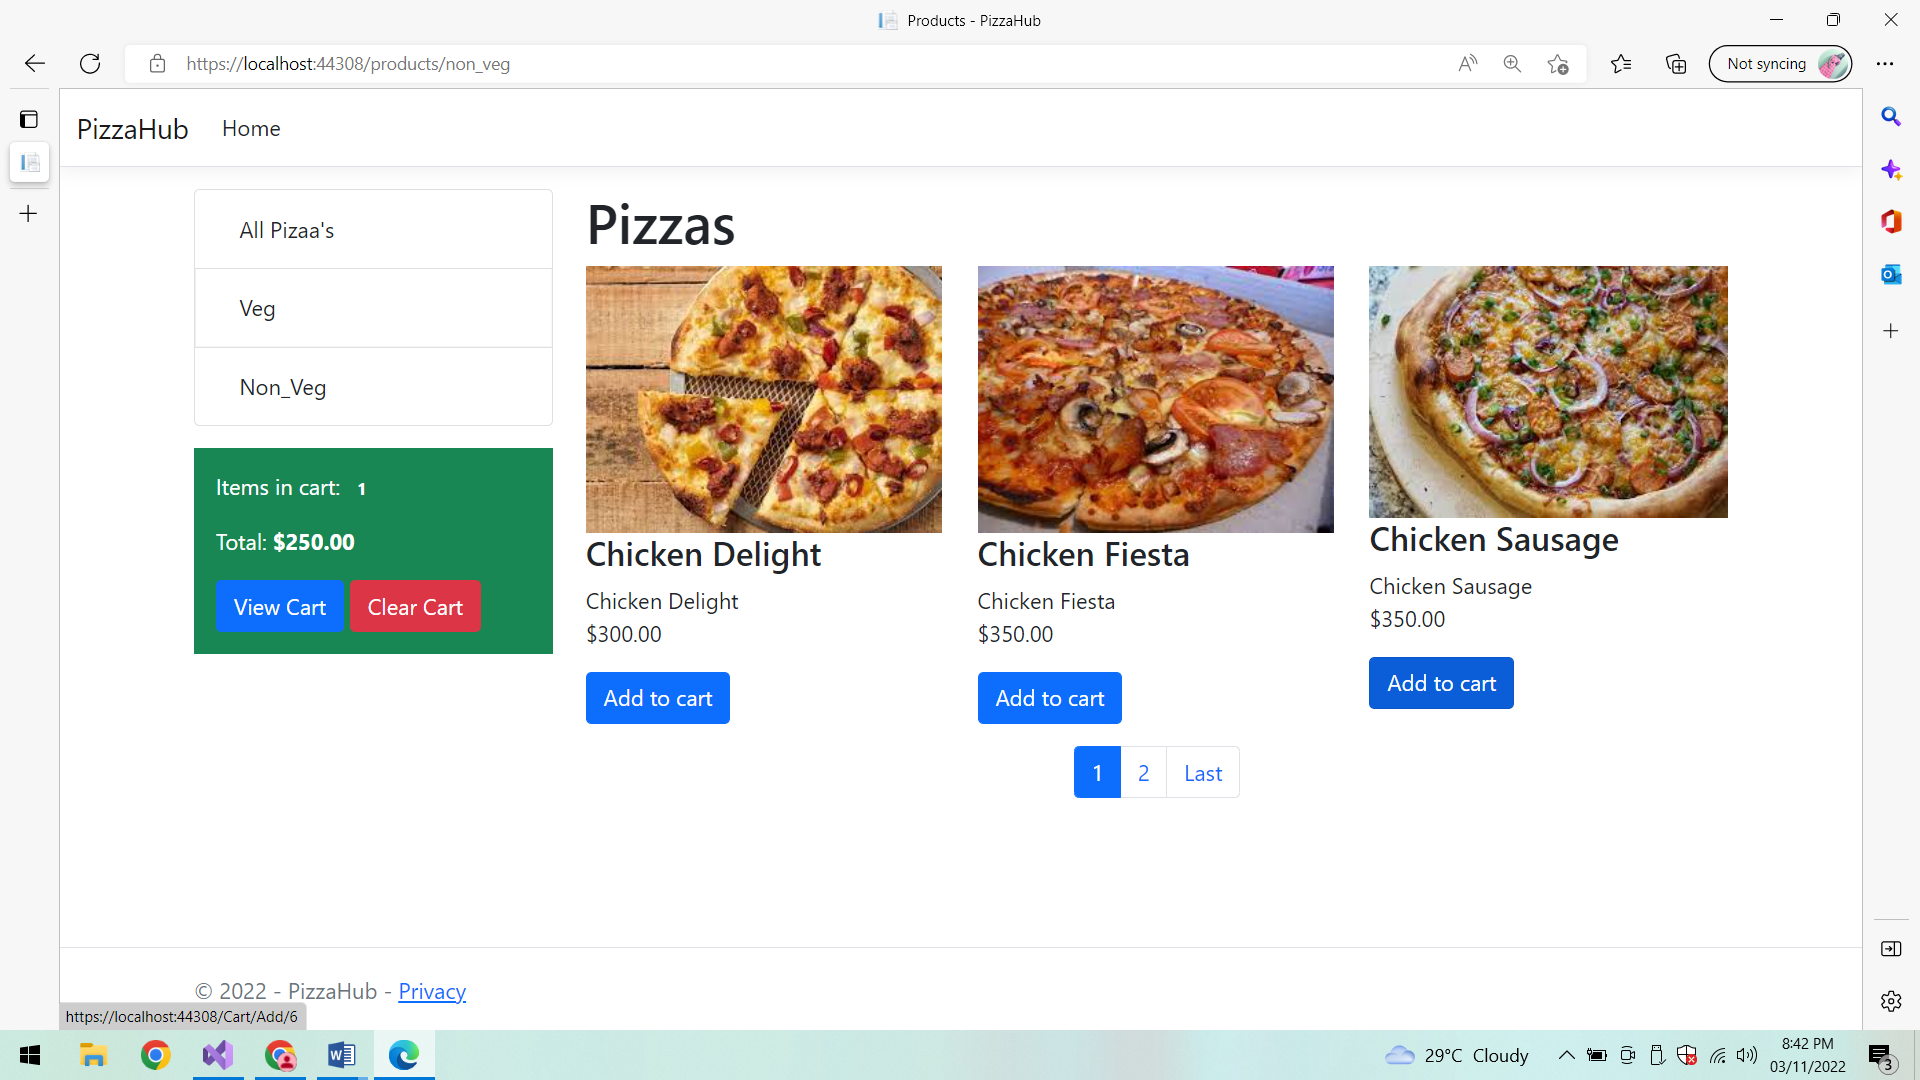 Products - PizzaHub
https://localhost:44308/products/non_veg
Not syncing
PizzaHub
Home
All Pizaa's
Veg
Non_Veg
Items in cart: 1
Total: $250.00
View Cart
Clear Cart
Pizzas
Chicken Delight
Chicken Delight
$300.00
Add to cart
Chicken Fiesta
Chicken Fiesta
$350.00
Add to cart
Chicken Sausage
Chicken Sausage
$350.00
Add to cart
1 2 Last
© 2022 - PizzaHub - Privacy
https://localhost:44308/Cart/Add/6
29°C Cloudy
8:42 PM
03/11/2022
3